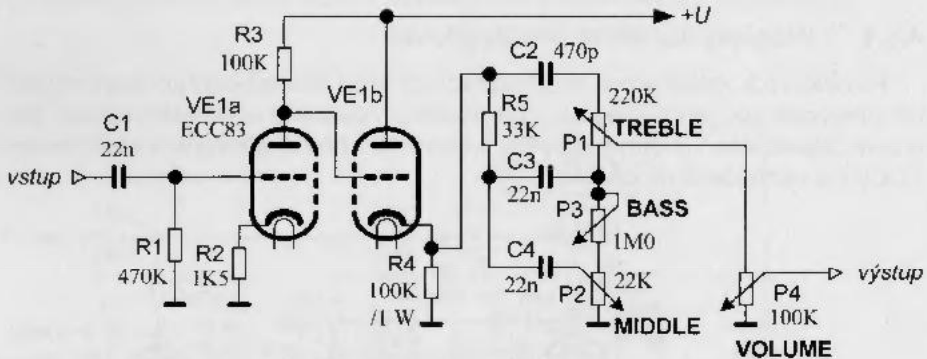 +U
R3
100K
C2 470p
VE1a
ECC83
VE1b
R5
33K
220K
TREBLE
P1
C1
22n
C3
22n
vstup
P3
BASS
1M0
R1
470K
R2
1K5
R4
100K
/1 W
C4
22n
P2
22K
MIDDLE
výstup
P4
100K
VOLUME